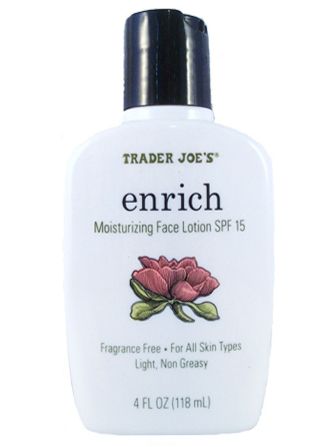 TRADER JOE'S®
enrich
Moisturizing Face Lotion SPF 15
Fragrance Free • For All Skin Types
Light, Non Greasy
4 FL OZ (118 mL)